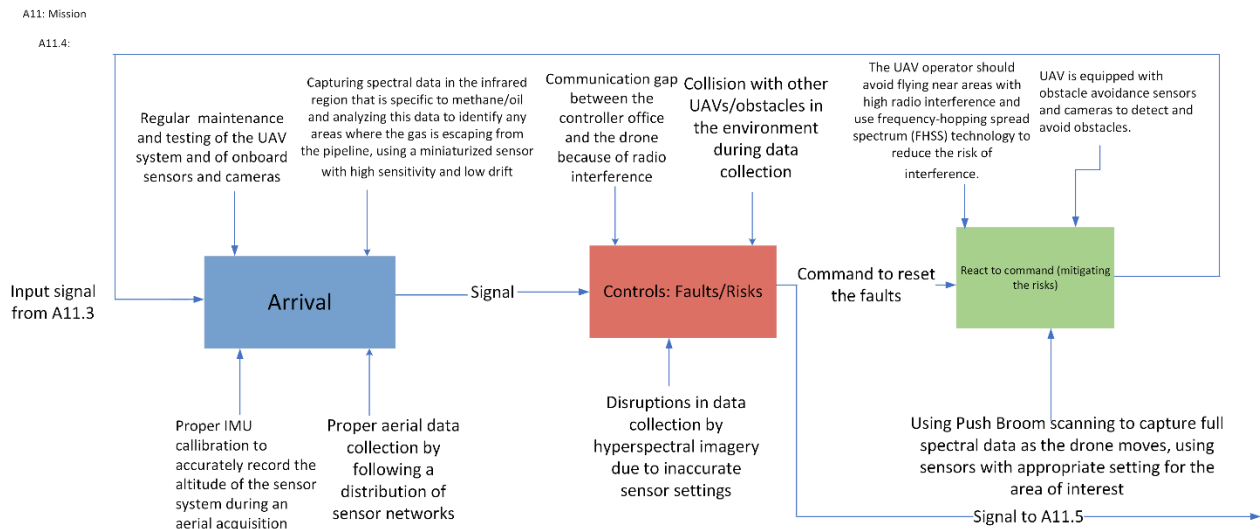 A11: Mission
A11.4:
Regular maintenance
and testing of the UAV
system and of onboard
sensors and cameras
Capturing spectral data in the infrared
region that is specific to methane/oil
and analyzing this data to identify any
areas where the gas is escaping from
the pipeline, using a miniaturized sensor
with high sensitivity and low drift
Communication gap
between the
controller office
and the drone
because of radio
interference
Collision with other
UAVs/obstacles in
the environment
during data
collection
The UAV operator should
avoid flying near areas with
high radio interference and
use frequency-hopping spread
spectrum (FHSS) technology to
reduce the risk of
interference.
UAV is equipped with
obstacle avoidance sensors
and cameras to detect and
avoid obstacles.
Input signal
from A11.3
Arrival
Signal
Controls: Faults/Risks
Command to reset
the faults
React to command (mitigating
the risks)
Proper IMU
callibration to
accurately record the
altitude of the sensor
system during an
aerial acquisition
Proper aerial data
collection by
following a
distribution of
sensor networks
Disruptions in data
collection by
hyperspectral imagery
due to inaccurate
sensor settings
Using Push Broom scanning to capture full
spectral data as the drone moves, using
sensors with appropriate setting for the
area of interest
Signal to A11.5